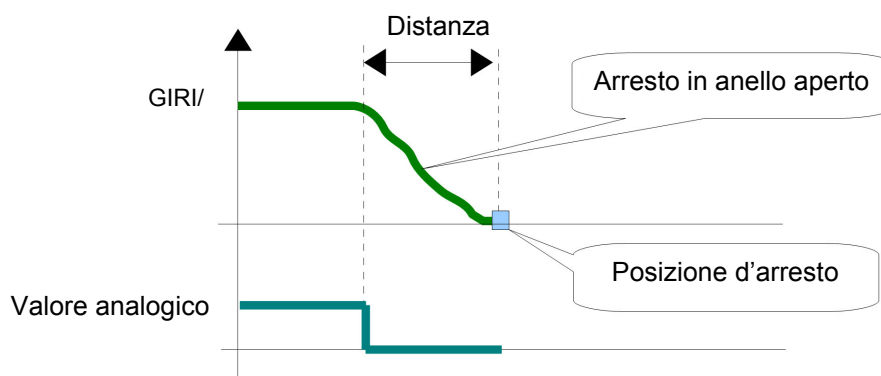 Distanza
Arresto in anello aperto
GIRI/
Posizione d'arresto
Valore analogico